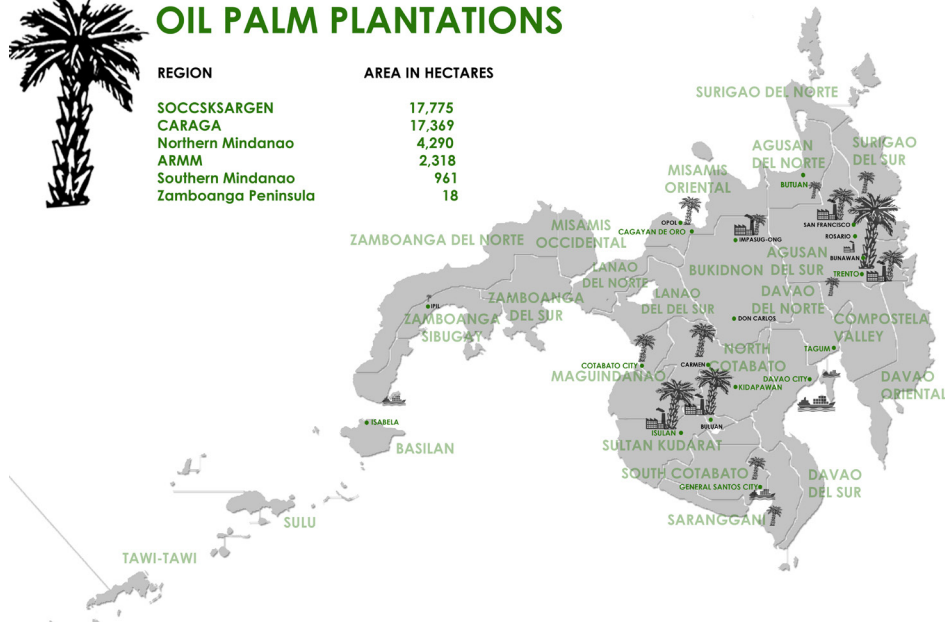 OIL PALM PLANTATIONS
REGION AREA IN HECTARES
SOCCSKSARGEN 17,775
CARAGA 17,369
Northern Mindanao 4,290
ARMM 2,318
Southern Mindanao 961
Zamboanga Peninsula 18
SURIGAO DEL NORTE
AGUSAN
DEL NORTE
SURIGAO
DEL SUR
BUTUAN
MISAMIS
ORIENTAL
OPOL
CAGAYAN DE ORO
IMPASUG-ONG
SAN FRANCISCO
ROSARIO
BUNAWAN
TRENTO
MISAMIS
OCCIDENTAL
ZAMBOANGA DEL NORTE
AGUSAN
DEL SUR
BUKIDNON
LANAO
DEL NORTE
LANAO
DEL DEL SUR
DAVAO
DEL NORTE
ZAMBOANGA
DEL SUR
IPIL
ZAMBOANGA
SIBUGAY
DON CARLOS
COMPOSTELA
VALLEY
TAGUM
NORTH
COTABATO
COTABATO CITY
CARMEN
MAGUINDANAO
DAVAO CITY
KIDAPAWAN
DAVAO
ORIENTAL
ISABELA
BASILAN
BULUAN
ISULAN
SULTAN KUDARAT
SOUTH COTABATO
GENERAL SANTOS CITY
DAVAO
DEL SUR
SARANGGANI
SULU
TAWI-TAWI